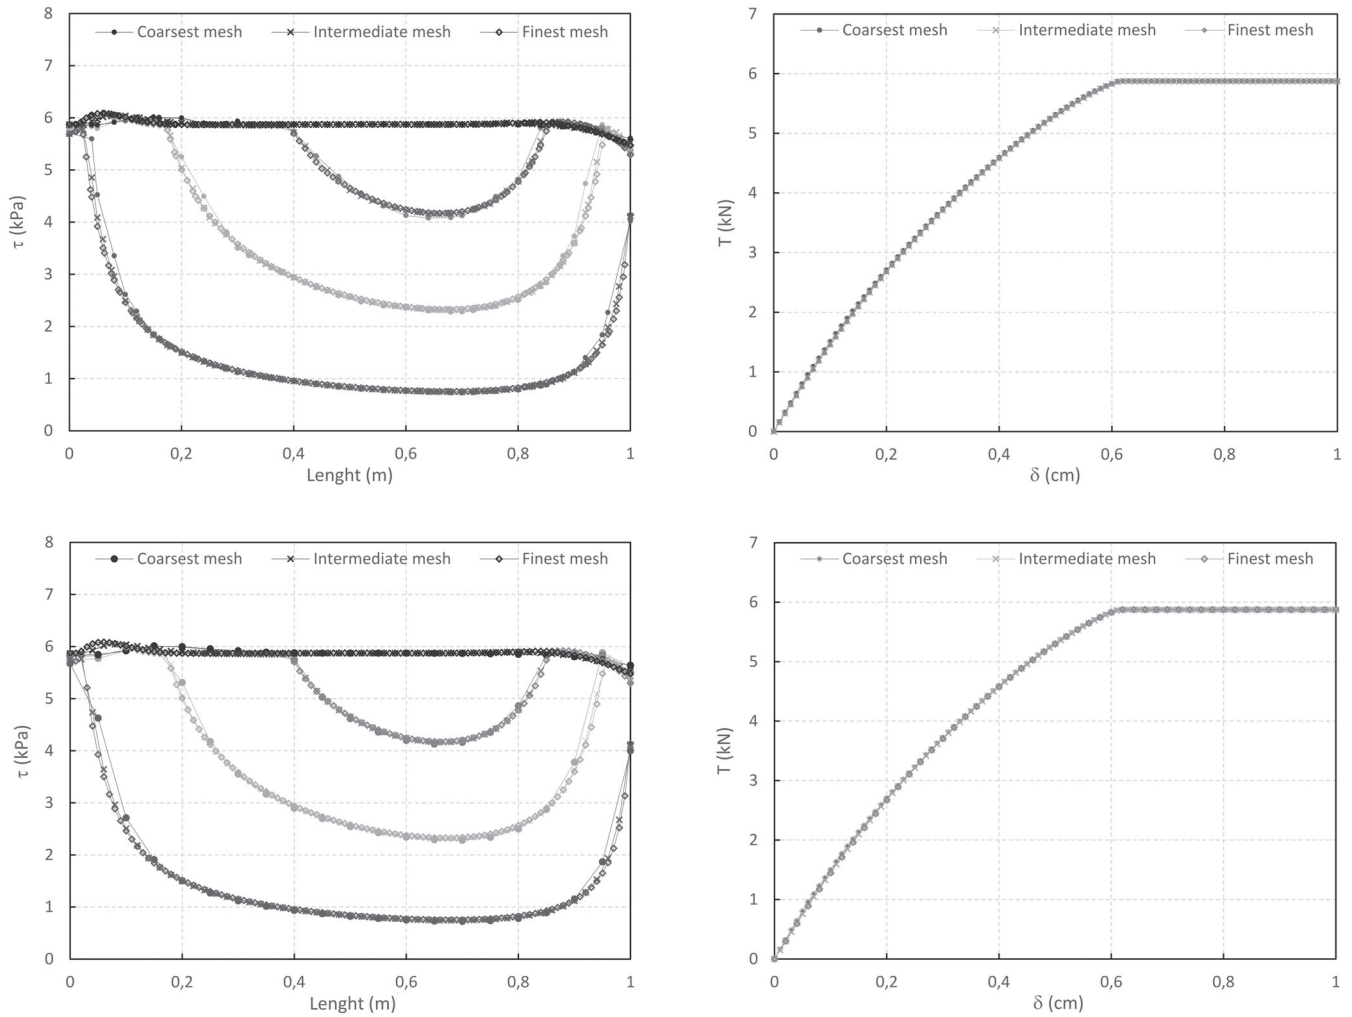 8
Coarsest mesh Intermediate mesh Finest mesh
7
6
5
4
3
2
1
0
τ (kPa)
0 0,2 0,4 0,6 0,8 1
Lenght (m)
7
Coarsest mesh Intermediate mesh Finest mesh
6
5
4
3
2
1
0
T (kN)
0 0,2 0,4 0,6 0,8 1
δ (cm)
8
Coarsest mesh Intermediate mesh Finest mesh
7
6
5
4
3
2
1
0
τ (kPa)
0 0,2 0,4 0,6 0,8 1
Lenght (m)
7
Coarsest mesh Intermediate mesh Finest mesh
6
5
4
3
2
1
0
T (kN)
0 0,2 0,4 0,6 0,8 1
δ (cm)